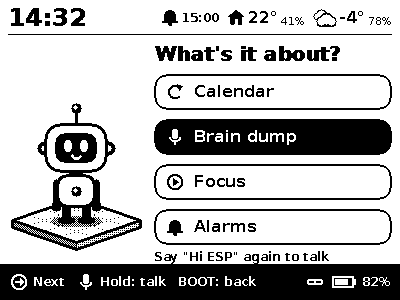 14:32 15:00 22° 41% -4° 78%
What's it about?
Calendar
Brain dump
Focus
Alarms
Say "Hi ESP" again to talk
Next Hold: talk BOOT: back 82%